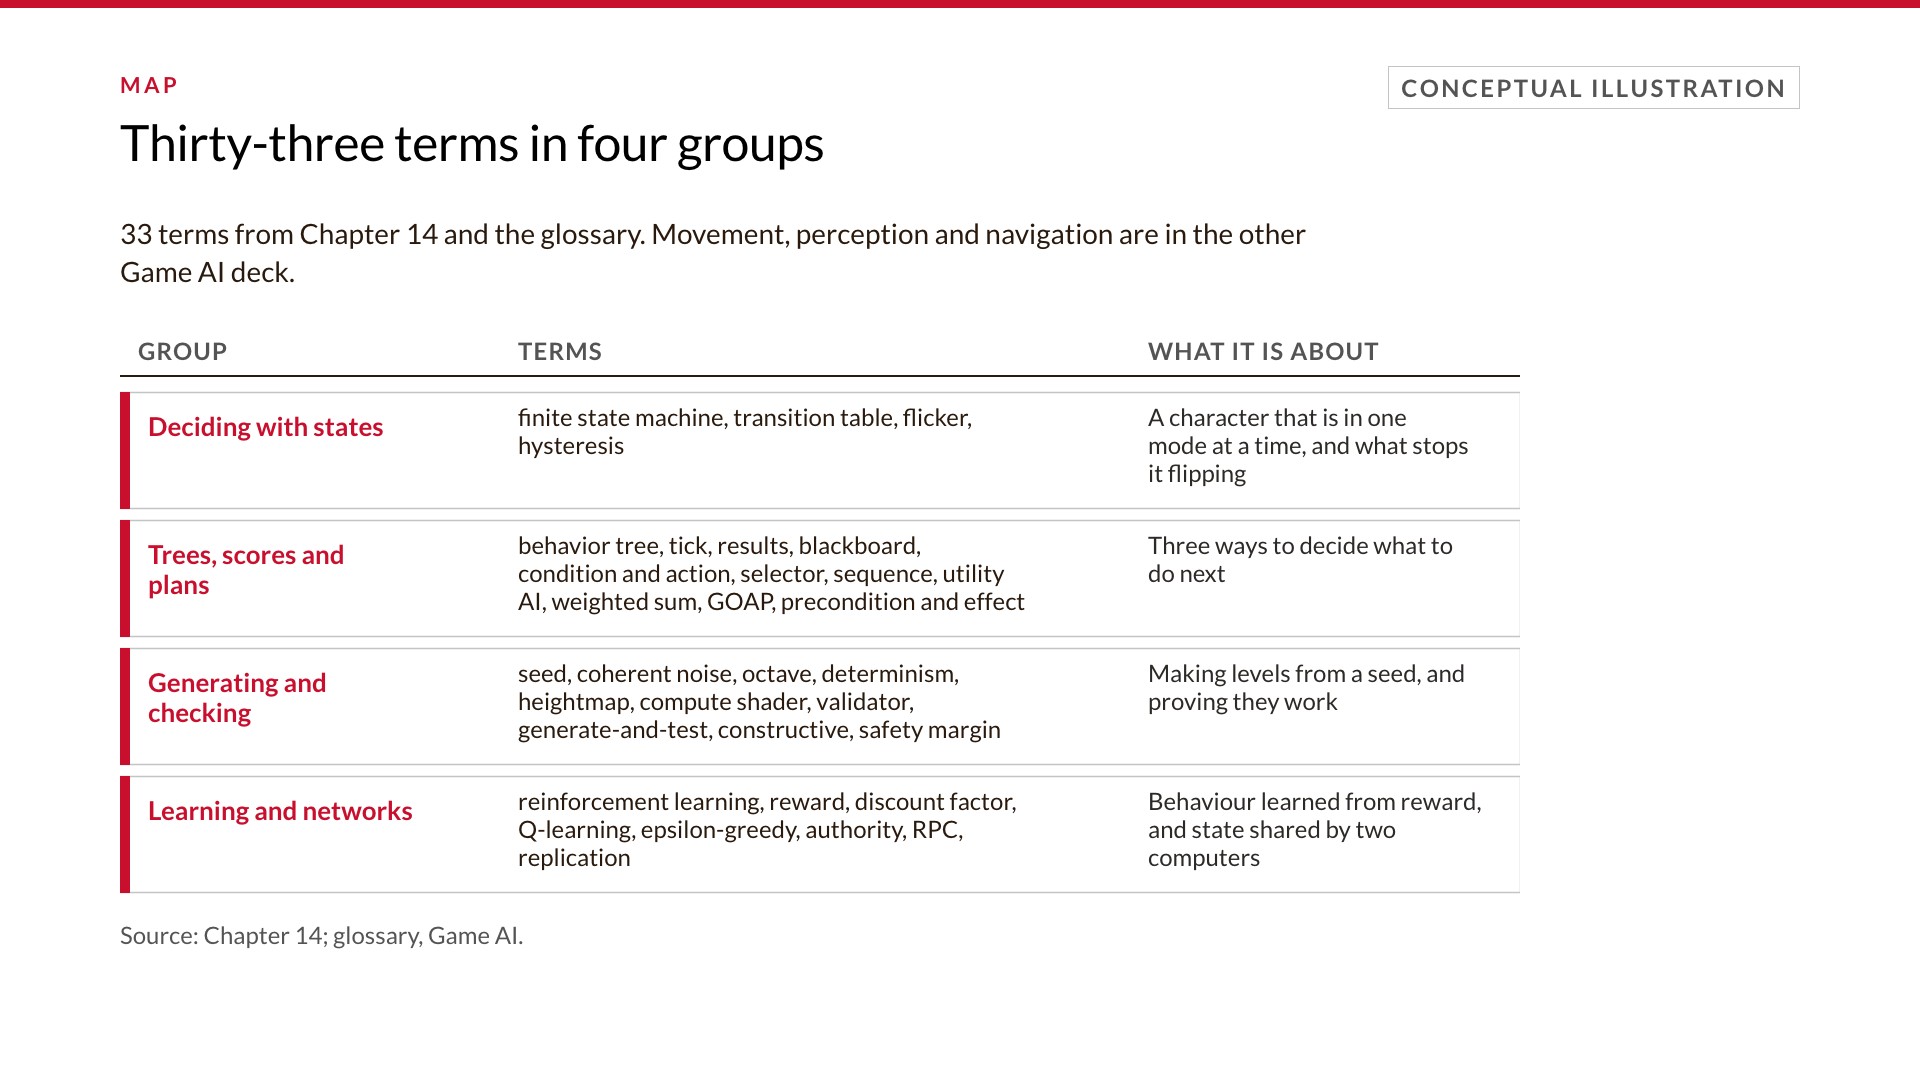 MAP
CONCEPTUAL ILLUSTRATION
Thirty-three terms in four groups
33 terms from Chapter 14 and the glossary. Movement, perception and navigation are in the other
Game AI deck.
GROUP
TERMS
WHAT IT IS ABOUT
Deciding with states
finite state machine, transition table, flicker,
hysteresis
A character that is in one
mode at a time, and what stops
it flipping
Trees, scores and
plans
behavior tree, tick, results, blackboard,
condition and action, selector, sequence, utility
AI, weighted sum, GOAP, precondition and effect
Three ways to decide what to
do next
Generating and
checking
seed, coherent noise, octave, determinism,
heightmap, compute shader, validator,
generate-and-test, constructive, safety margin
Making levels from a seed, and
proving they work
Learning and networks
reinforcement learning, reward, discount factor,
Q-learning, epsilon-greedy, authority, RPC,
replication
Behaviour learned from reward,
and state shared by two
computers
Source: Chapter 14; glossary, Game AI.